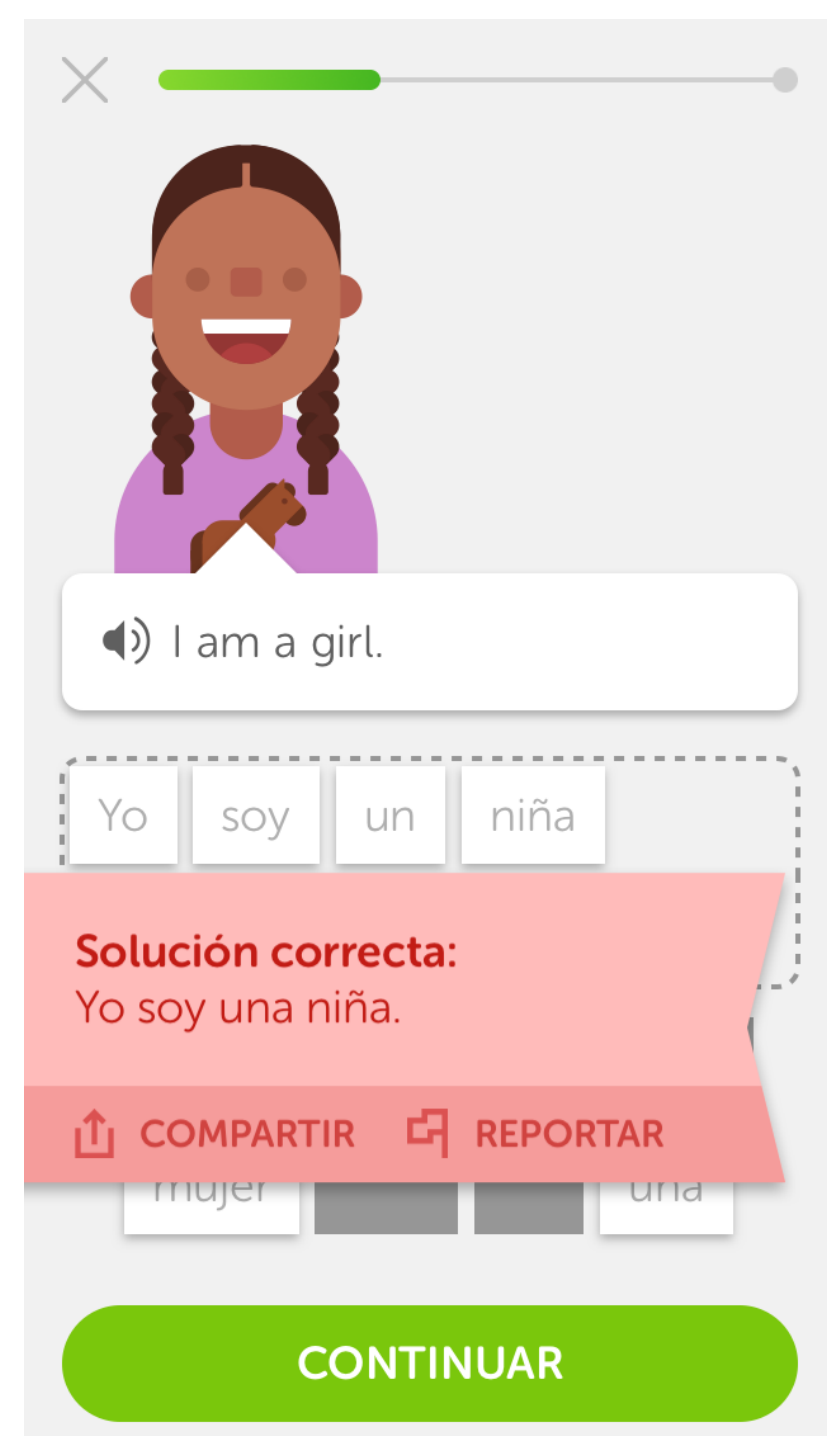 I am a girl.
Yo soy un niña
Solución correcta:
Yo soy una niña.
COMPARTIR REPORTAR
mujer una
CONTINUAR